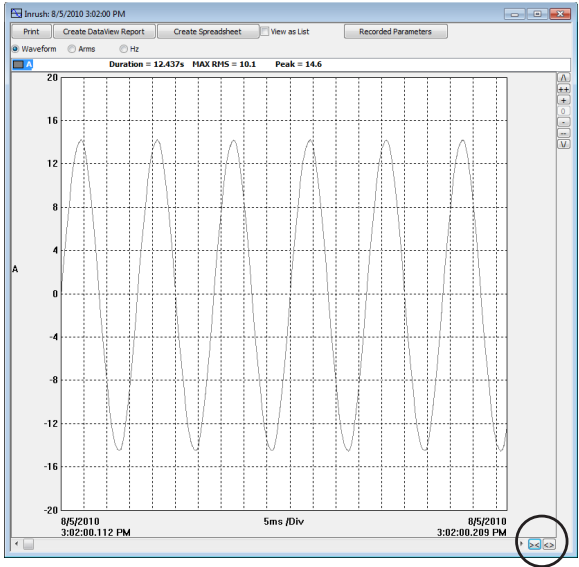 Inrush: 8/5/2010 3:02:00 PM
Print Create DataView Report Create Spreadsheet View as List Recorded Parameters
Waveform Arms Hz
A Duration = 12.437s MAX RMS = 10.1 Peak = 14.6
20
16
12
8
4
A
0
-4
-8
-12
-16
-20
/\
++
+
0
-
--
\/
8/5/2010 5ms /Div 8/5/2010
3:02:00.112 PM 3:02:00.209 PM
>< <>